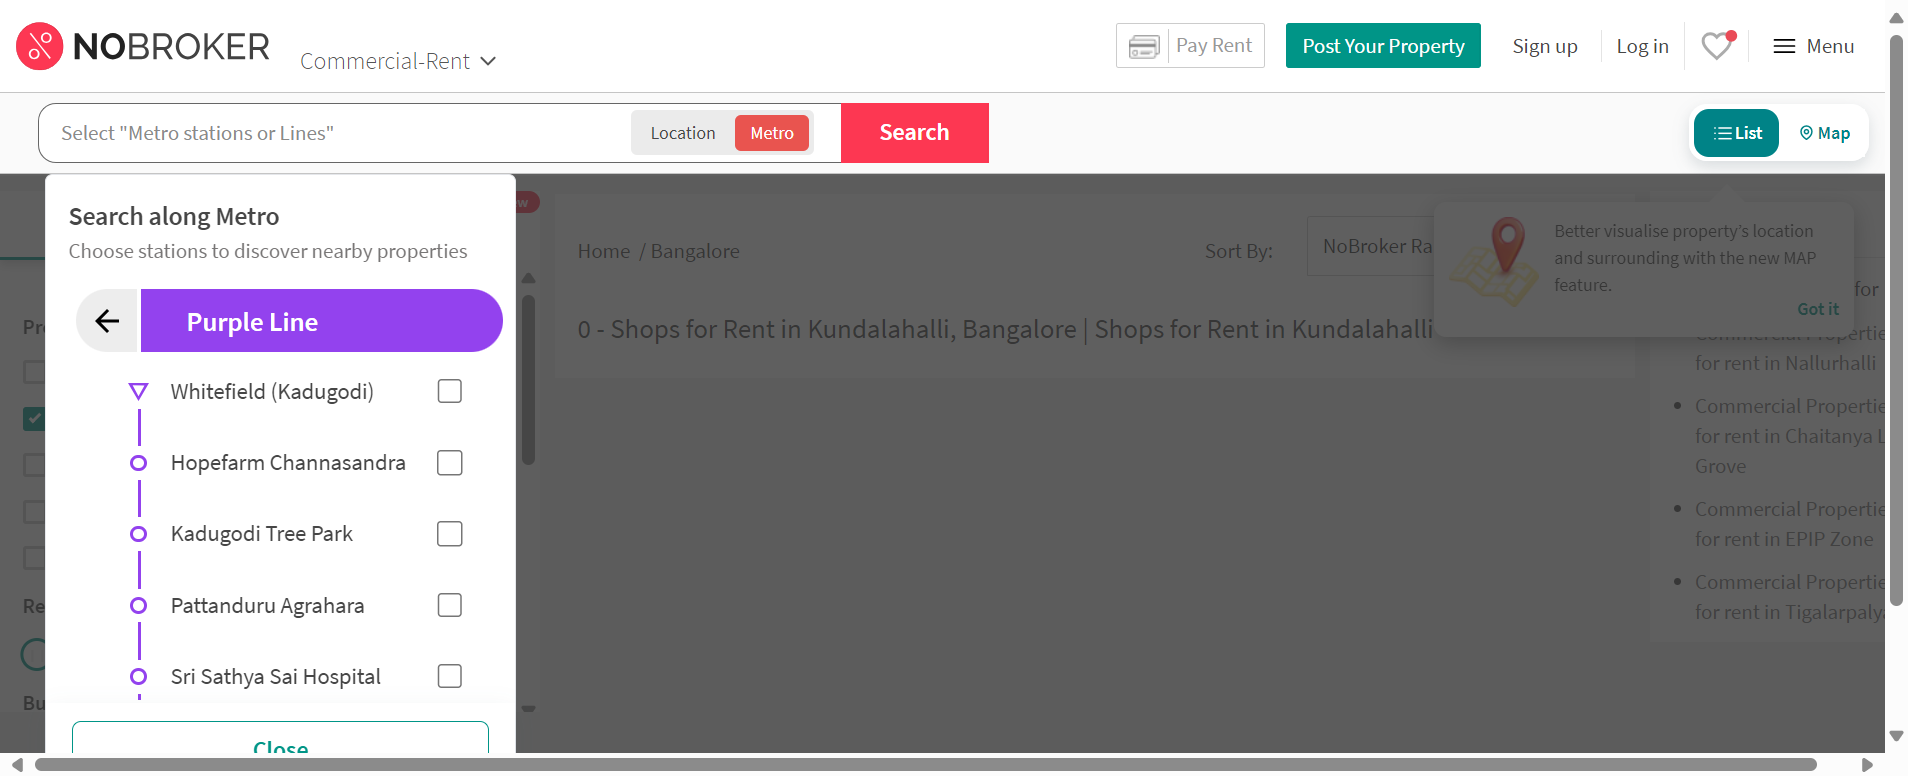 NOBROKER
Commercial-Rent
Pay Rent
Post Your Property
Sign up
Log in
Menu
Select "Metro stations or Lines"
Location
Metro
Search
List
Map
Search along Metro
Choose stations to discover nearby properties
Purple Line
Whitefield (Kadugodi)
Hopefarm Channasandra
Kadugodi Tree Park
Pattanduru Agrahara
Sri Sathya Sai Hospital
Close
Home / Bangalore
Sort By:
NoBroker Ra
0 - Shops for Rent in Kundalahalli, Bangalore | Shops for Rent in Kundalahalli
Better visualise property's location
and surrounding with the new MAP
feature.
Got it
for
for rent in Nallurhalli
Commercial Propertie
for rent in Chaitanya L
Grove
Commercial Propertie
for rent in EPIP Zone
Commercial Propertie
for rent in Tigalarpalya